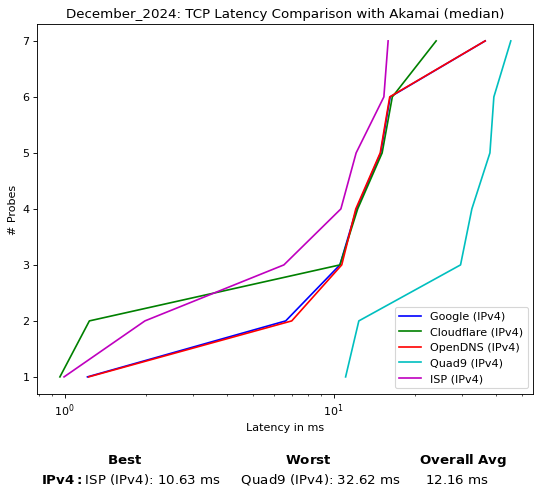 December_2024: TCP Latency Comparison with Akamai (median)
7
6
5
4
3
2
1
# Probes
10^0
10^1
Latency in ms
Google (IPv4)
Cloudflare (IPv4)
OpenDNS (IPv4)
Quad9 (IPv4)
ISP (IPv4)
Best Worst Overall Avg
IPv4: ISP (IPv4): 10.63 ms Quad9 (IPv4): 32.62 ms 12.16 ms